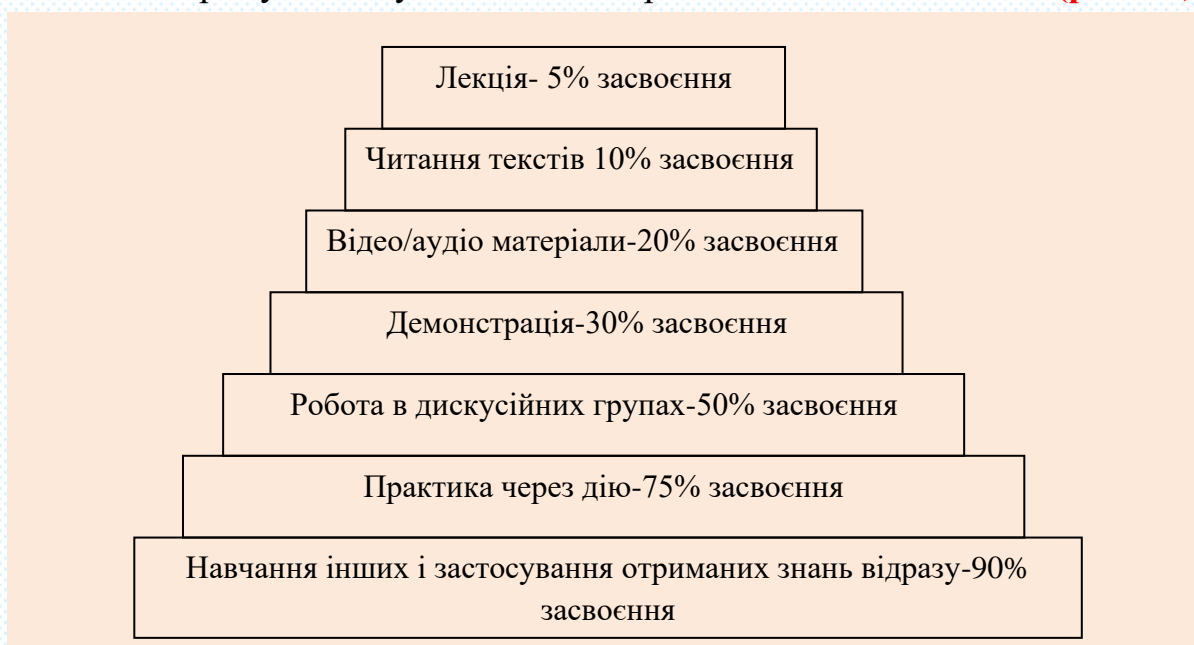 Лекція- 5% засвоєння
Читання текстів 10% засвоєння
Відео/аудіо матеріали-20% засвоєння
Демонстрація-30% засвоєння
Робота в дискусійних групах-50% засвоєння
Практика через дію-75% засвоєння
Навчання інших і застосування отриманих знань відразу-90%
засвоєння